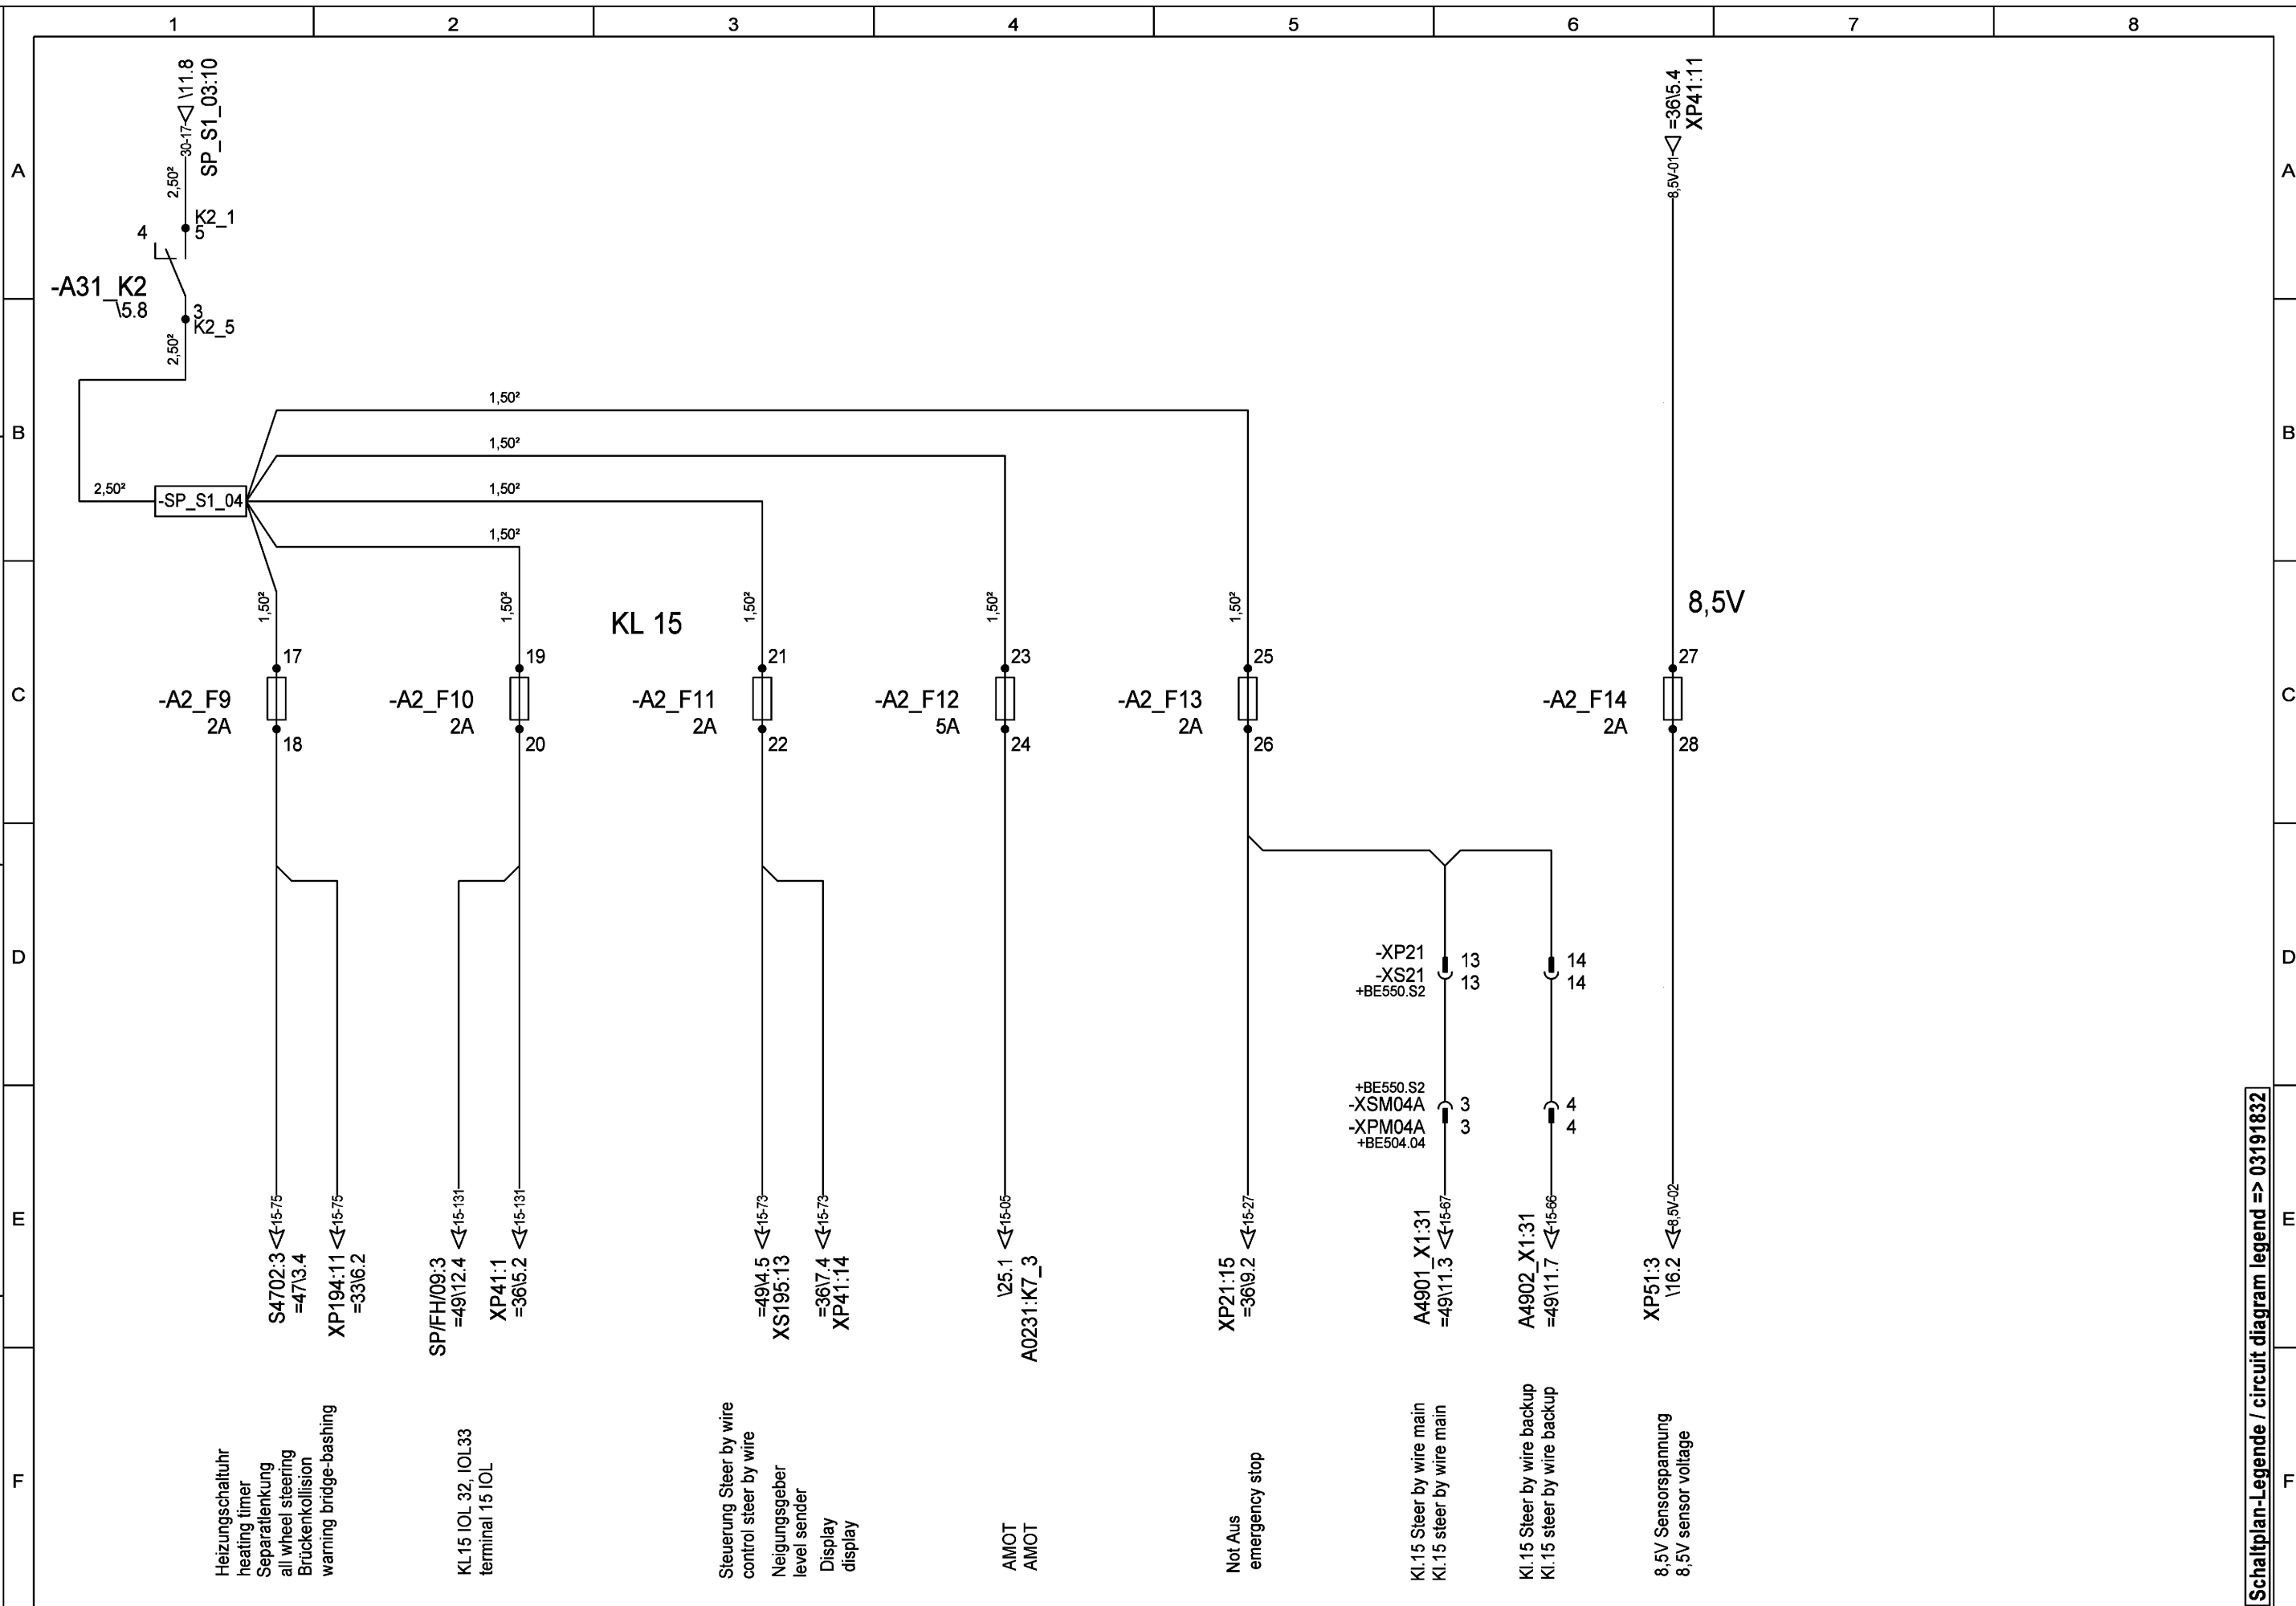 1
2
3
4
5
6
7
8
A
A
B
B
C
C
D
D
E
E
F
F
30-17
\11.8
SP_S1_03:10
2,50²
K2_1
4
5
-A31_K2
\5.8
3
K2_5
2,50²
8,5V-01
=36\5.4
XP41:11
1,50²
1,50²
2,50²
-SP_S1_04
1,50²
1,50²
1,50²
1,50²
KL 15
1,50²
1,50²
1,50²
8,5V
17
-A2_F9
2A
18
19
-A2_F10
2A
20
21
-A2_F11
2A
22
23
-A2_F12
5A
24
25
-A2_F13
2A
26
27
-A2_F14
2A
28
-XP21
13
14
-XS21
13
14
+BE550.S2
+BE550.S2
-XSM04A
3
4
-XPM04A
3
4
+BE504.04
15-75
S4702:3
=47\3.4
15-75
XP194:11
=33\6.2
15-131
SP/FH/09:3
=49\12.4
15-131
XP41:1
=36\5.2
15-73
=49\4.5
XS195:13
15-73
=36\7.4
XP41:14
15-05
\25.1
A0231:K7_3
15-27
XP21:15
=36\9.2
15-67
A4901_X1:31
=49\11.3
15-66
A4902_X1:31
=49\11.7
8,5V-02
XP51:3
\16.2
Heizungschaltuhr
heating timer
Separatlenkung
all wheel steering
Brückenkollision
warning bridge-bashing
KL15 IOL 32, IOL33
terminal 15 IOL
Steuerung Steer by wire
control steer by wire
Neigungsgeber
level sender
Display
display
AMOT
AMOT
Not Aus
emergency stop
Kl.15 Steer by wire main
Kl.15 steer by wire main
Kl.15 Steer by wire backup
Kl.15 steer by wire backup
8,5V Sensorspannung
8,5V sensor voltage
Schaltplan-Legende / circuit diagram legend => 03191832